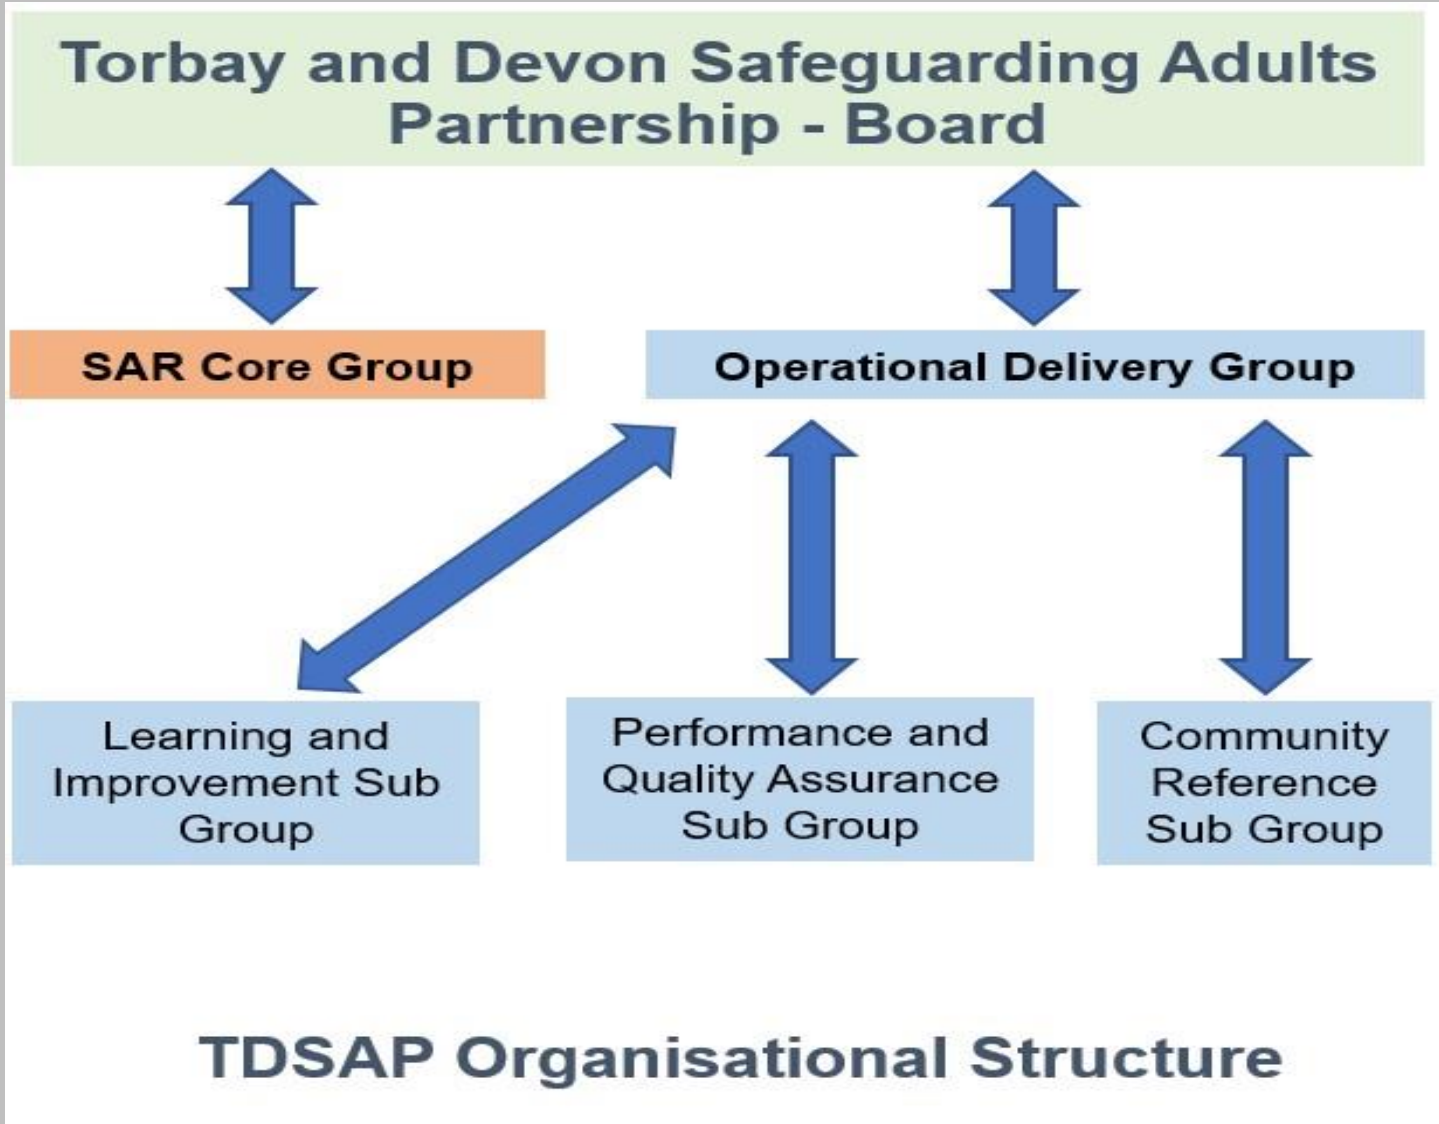 Torbay and Devon Safeguarding Adults
Partnership - Board
SAR Core Group
Operational Delivery Group
Learning and
Improvement Sub
Group
Performance and
Quality Assurance
Sub Group
Community
Reference
Sub Group
TDSAP Organisational Structure